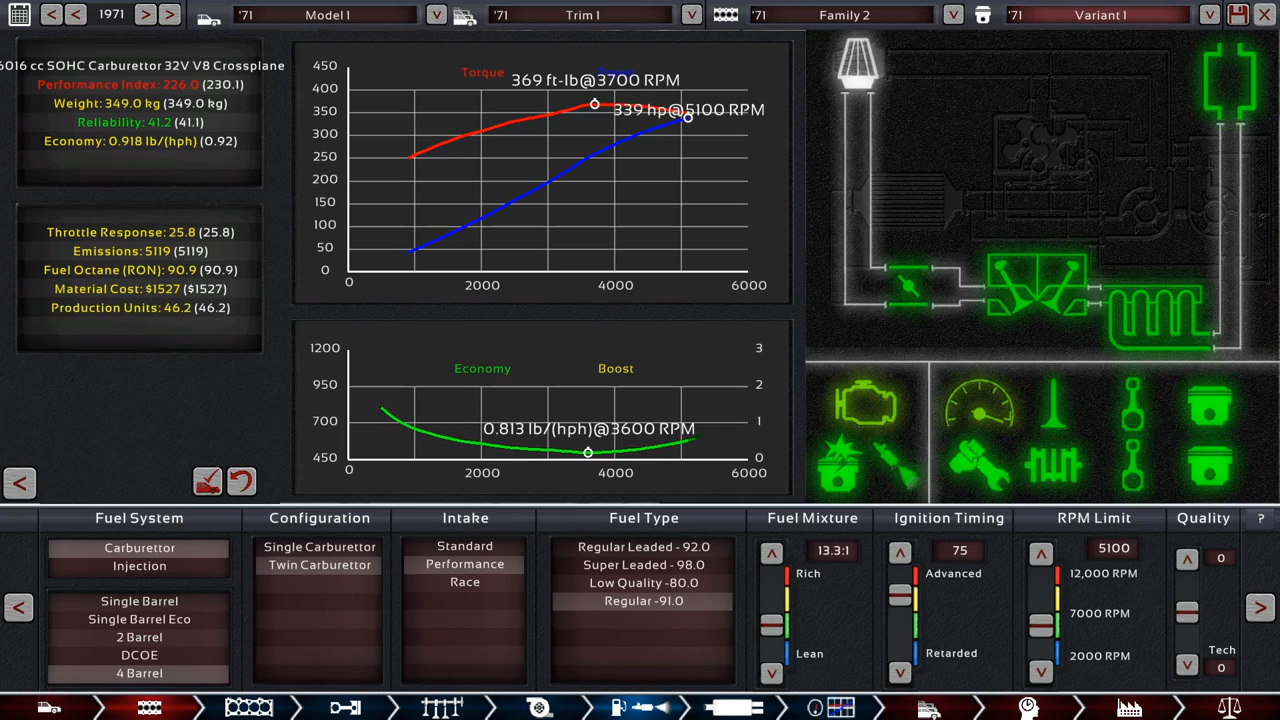 1971
'71 Model 1
'71 Trim 1
'71 Family 2
'71 Variant 1
6016 cc SOHC Carburettor 32V V8 Crossplane
Performance Index: 226.0 (230.1)
Weight: 349.0 kg (349.0 kg)
Reliability: 41.2 (41.1)
Economy: 0.918 lb/(hph) (0.92)
Throttle Response: 25.8 (25.8)
Emissions: 5119 (5119)
Fuel Octane (RON): 90.9 (90.9)
Material Cost: $1527 ($1527)
Production Units: 46.2 (46.2)
450
400
350
300
250
200
150
100
50
0
Torque
369 ft-lb@3700 RPM
339 hp@5100 RPM
0 2000 4000 6000
1200
950
700
450
3
2
1
0
Economy Boost
0.813 lb/(hph)@3600 RPM
0 2000 4000 6000
Fuel System
Carburettor
Injection
Single Barrel
Single Barrel Eco
2 Barrel
DCOE
4 Barrel
Configuration
Single Carburettor
Twin Carburettor
Intake
Standard
Performance
Race
Fuel Type
Regular Leaded - 92.0
Super Leaded - 98.0
Low Quality -80.0
Regular -91.0
Fuel Mixture
13.3:1
Rich
Lean
Ignition Timing
75
Advanced
Retarded
RPM Limit
5100
12,000 RPM
7000 RPM
2000 RPM
Quality
0
Tech
0
?